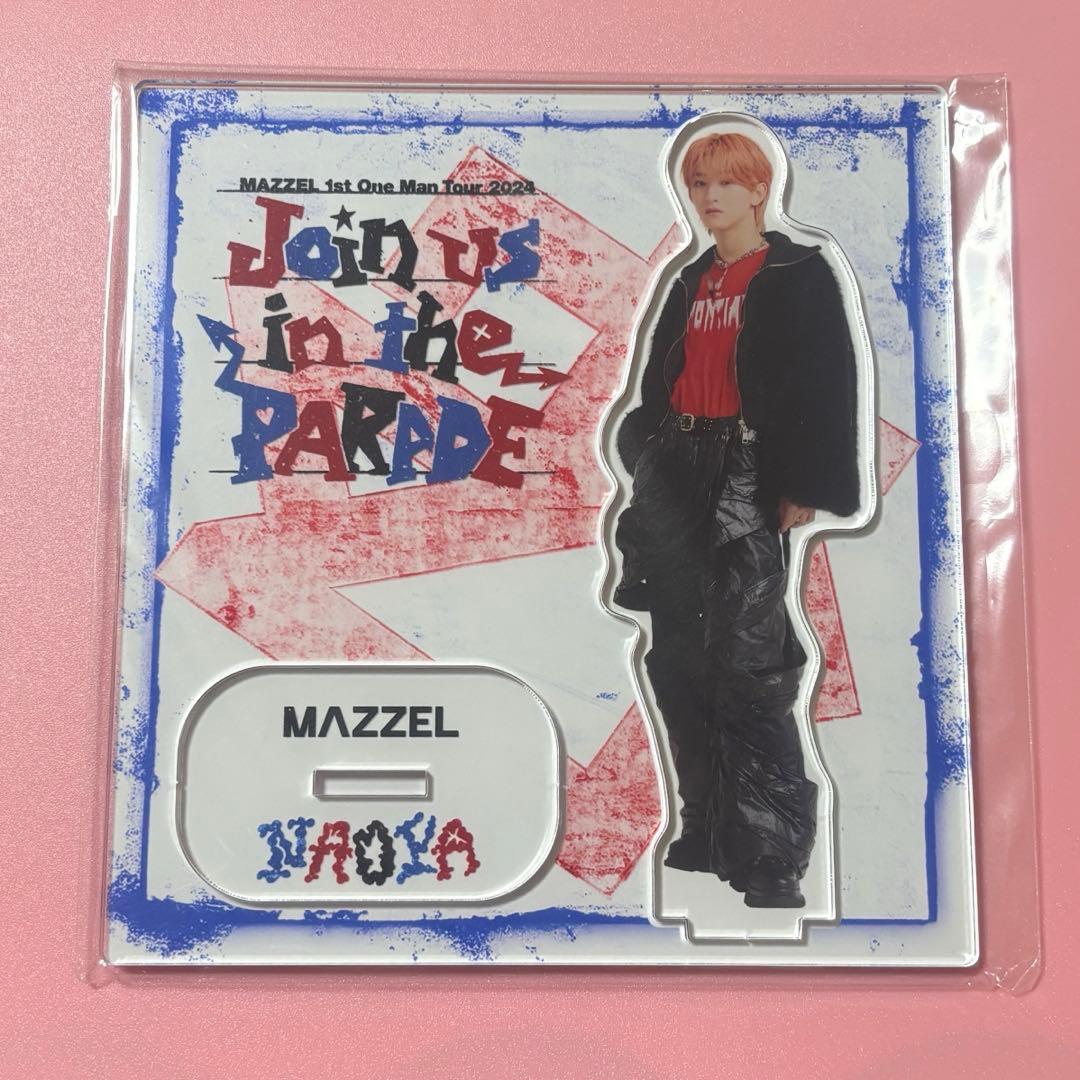 MAZZEL 1st One Man Tour 2024
Join us
in the
PARADE
MAZZEL
NAOYA